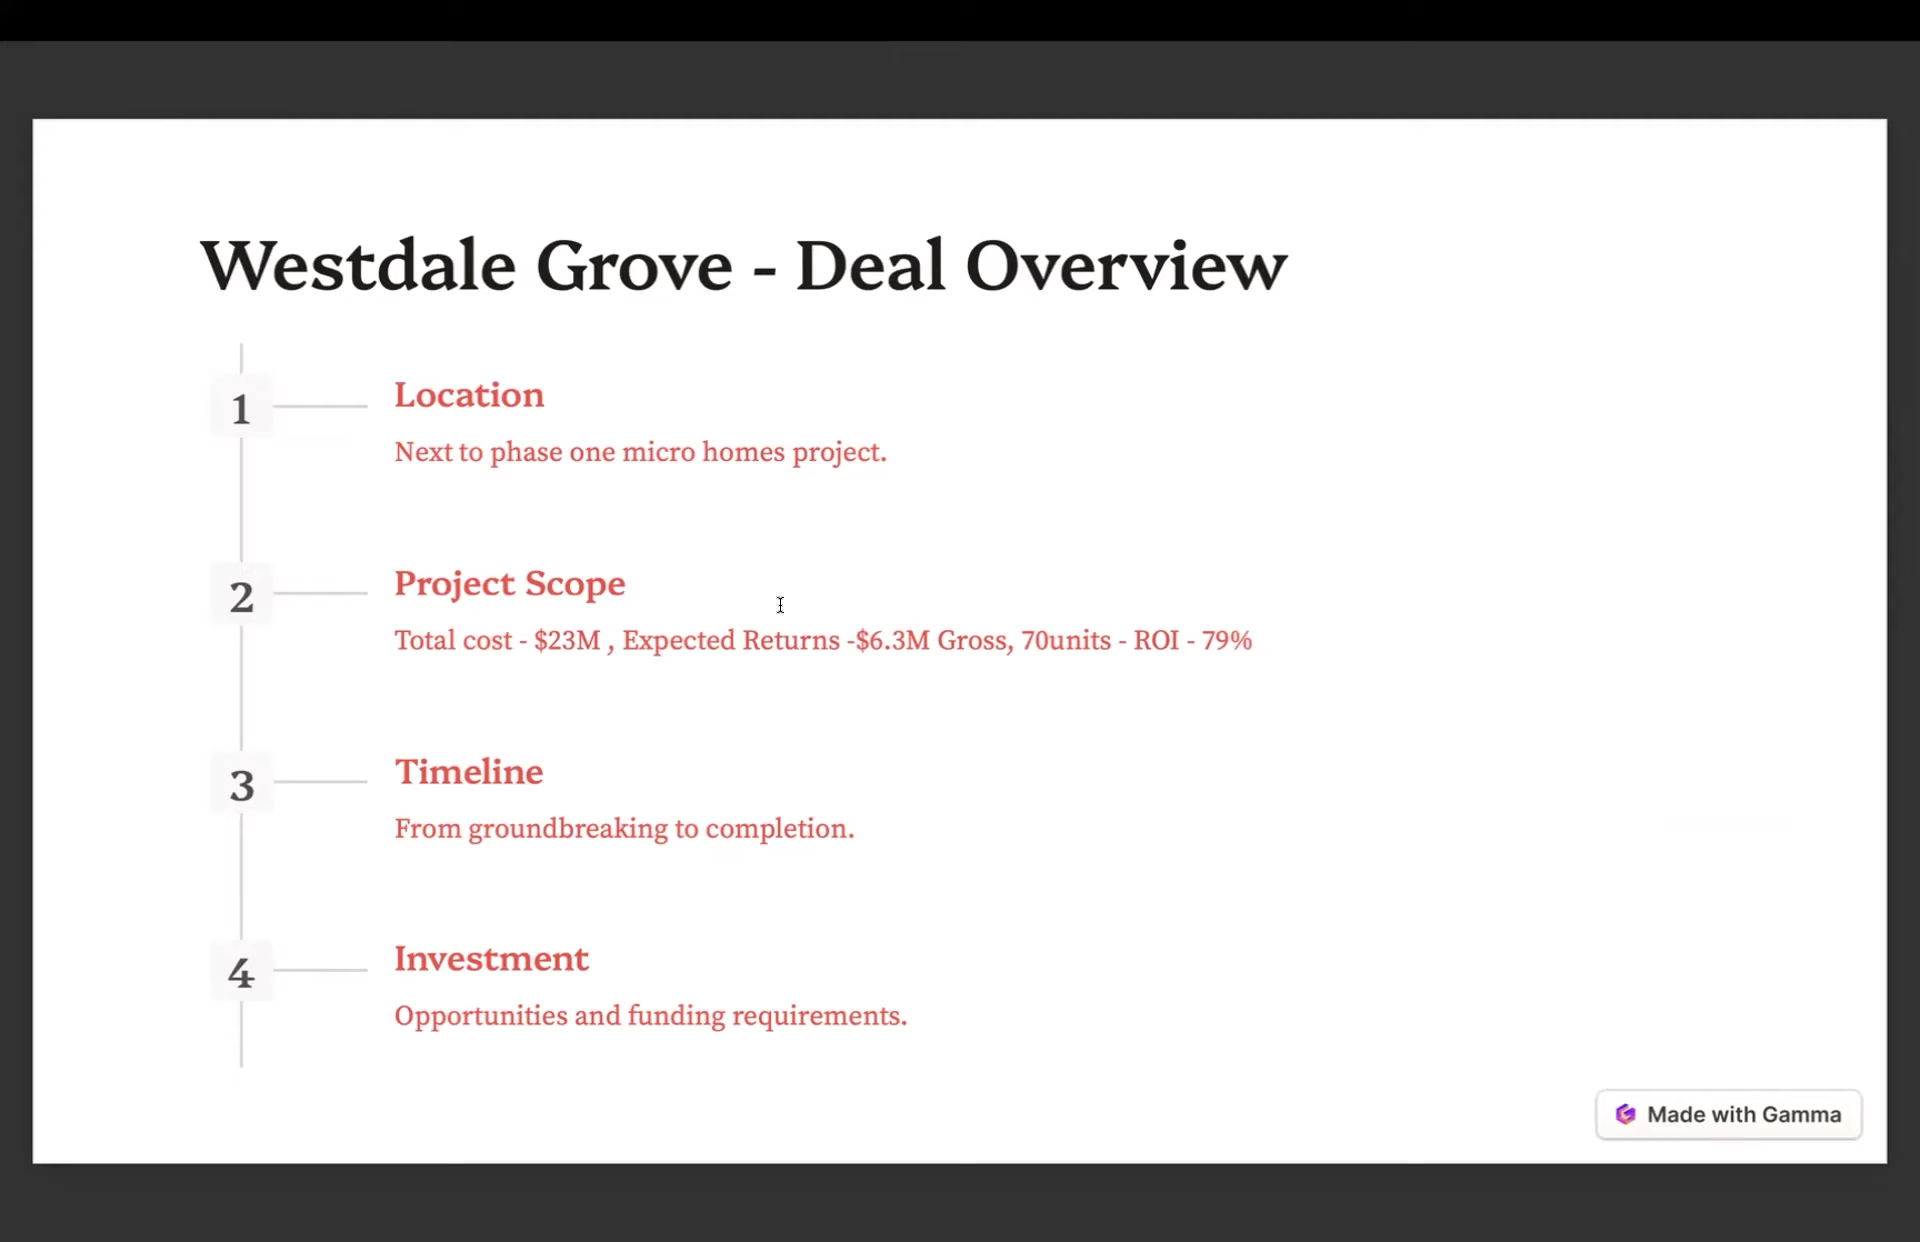 Westdale Grove - Deal Overview
1
Location
Next to phase one micro homes project.
2
Project Scope
Total cost - $23M , Expected Returns -$6.3M Gross, 70units - ROI - 79%
3
Timeline
From groundbreaking to completion.
4
Investment
Opportunities and funding requirements.
Made with Gamma